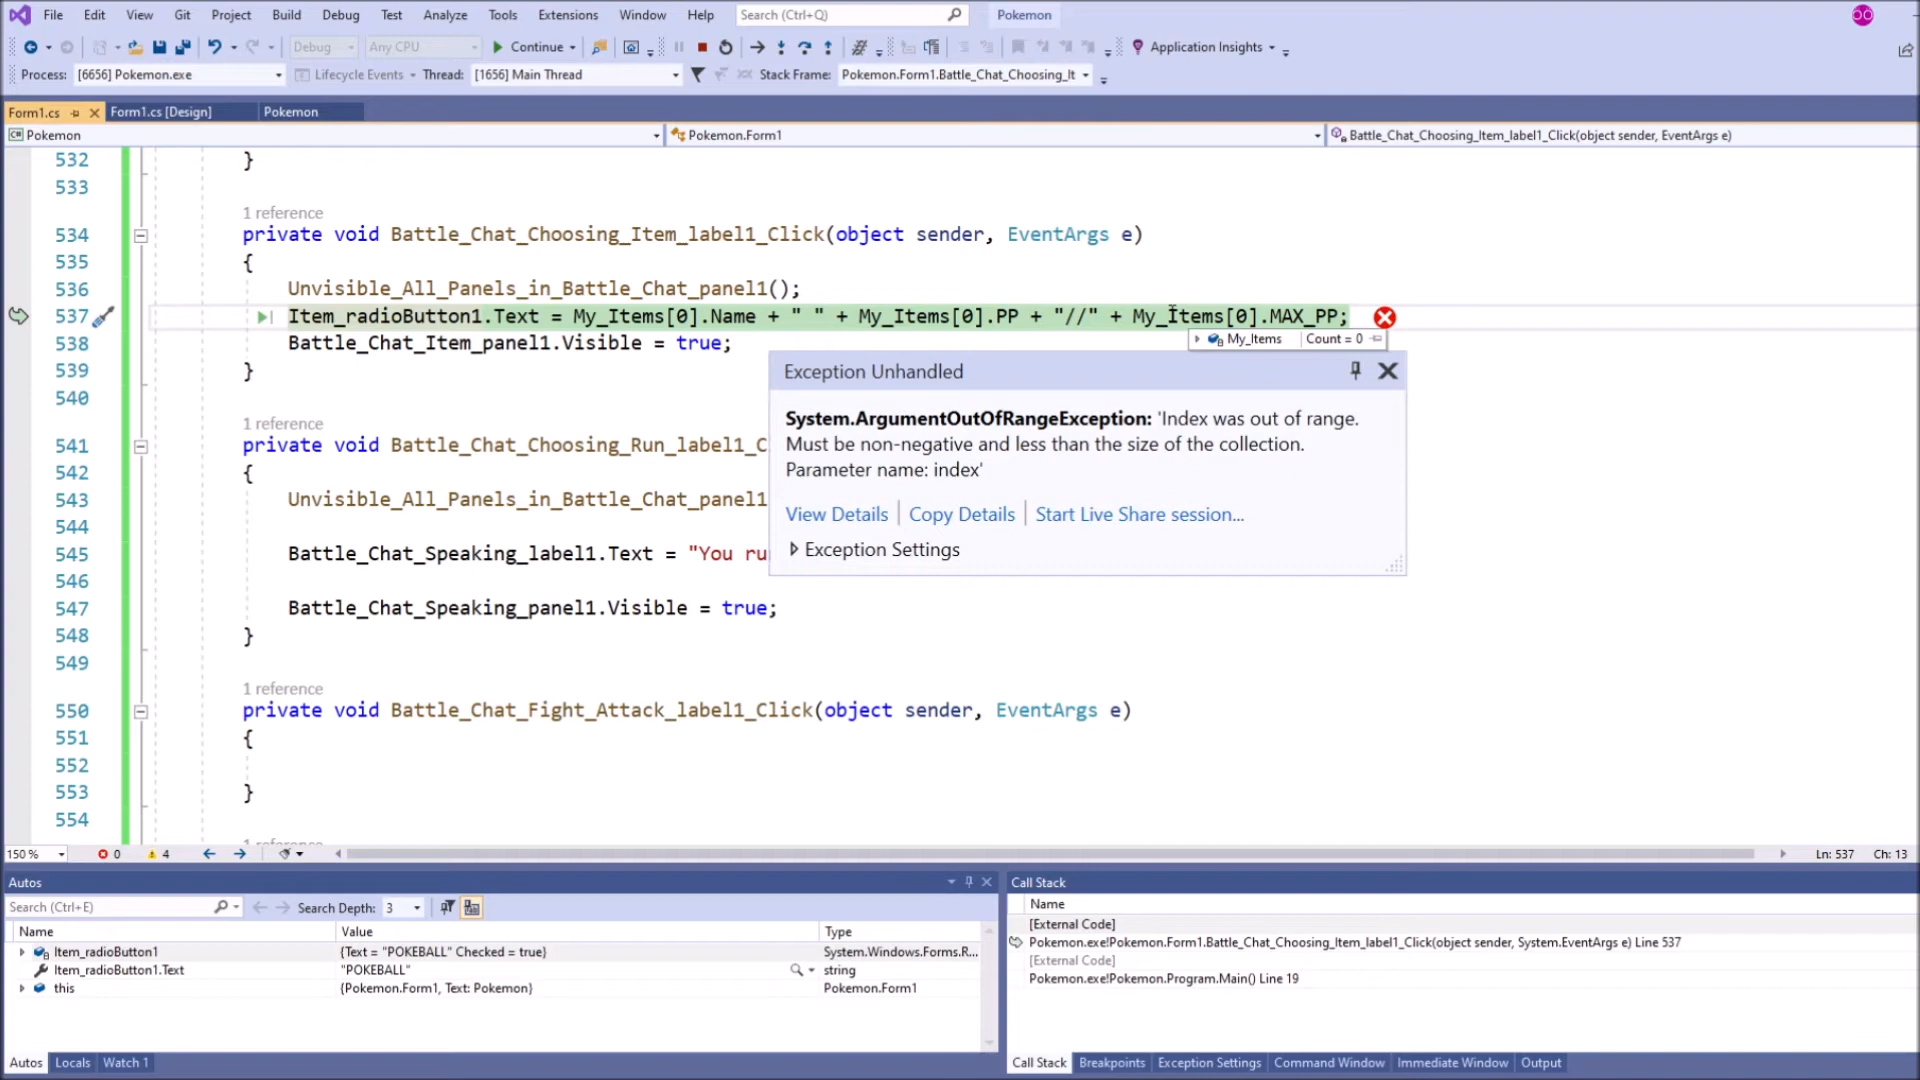 File Edit View Git Project Build Debug Test Analyze Tools Extensions Window Help Search (Ctrl+Q) Pokemon
Debug Any CPU Continue Application Insights
Process: [6656] Pokemon.exe Lifecycle Events Thread: [1656] Main Thread Stack Frame: Pokemon.Form1.Battle_Chat_Choosing_It
Form1.cs Form1.cs [Design] Pokemon
Pokemon Pokemon.Form1 Battle_Chat_Choosing_Item_label1_Click(object sender, EventArgs e)
532 }
533
1 reference
534 private void Battle_Chat_Choosing_Item_label1_Click(object sender, EventArgs e)
535 {
536 Unvisible_All_Panels_in_Battle_Chat_panel1();
537 Item_radioButton1.Text = My_Items[0].Name + " " + My_Items[0].PP + "//" + My_Items[0].MAX_PP;
My_Items Count = 0
538 Battle_Chat_Item_panel1.Visible = true;
539 }
540
Exception Unhandled
System.ArgumentOutOfRangeException: 'Index was out of range.
Must be non-negative and less than the size of the collection.
Parameter name: index'
View Details Copy Details Start Live Share session...
Exception Settings
1 reference
541 private void Battle_Chat_Choosing_Run_label1_C
542 {
543 Unvisible_All_Panels_in_Battle_Chat_panel1
544
545 Battle_Chat_Speaking_label1.Text = "You ru
546
547 Battle_Chat_Speaking_panel1.Visible = true;
548 }
549
1 reference
550 private void Battle_Chat_Fight_Attack_label1_Click(object sender, EventArgs e)
551 {
552
553 }
554
150 % 0 4 Ln: 537 Ch: 13
Autos
Search (Ctrl+E) Search Depth: 3
Name Value Type
Item_radioButton1 {Text = "POKEBALL" Checked = true} System.Windows.Forms.R...
Item_radioButton1.Text "POKEBALL" string
this {Pokemon.Form1, Text: Pokemon} Pokemon.Form1
Autos Locals Watch 1
Call Stack
Name
[External Code]
Pokemon.exe!Pokemon.Form1.Battle_Chat_Choosing_Item_label1_Click(object sender, System.EventArgs e) Line 537
[External Code]
Pokemon.exe!Pokemon.Program.Main() Line 19
Call Stack Breakpoints Exception Settings Command Window Immediate Window Output